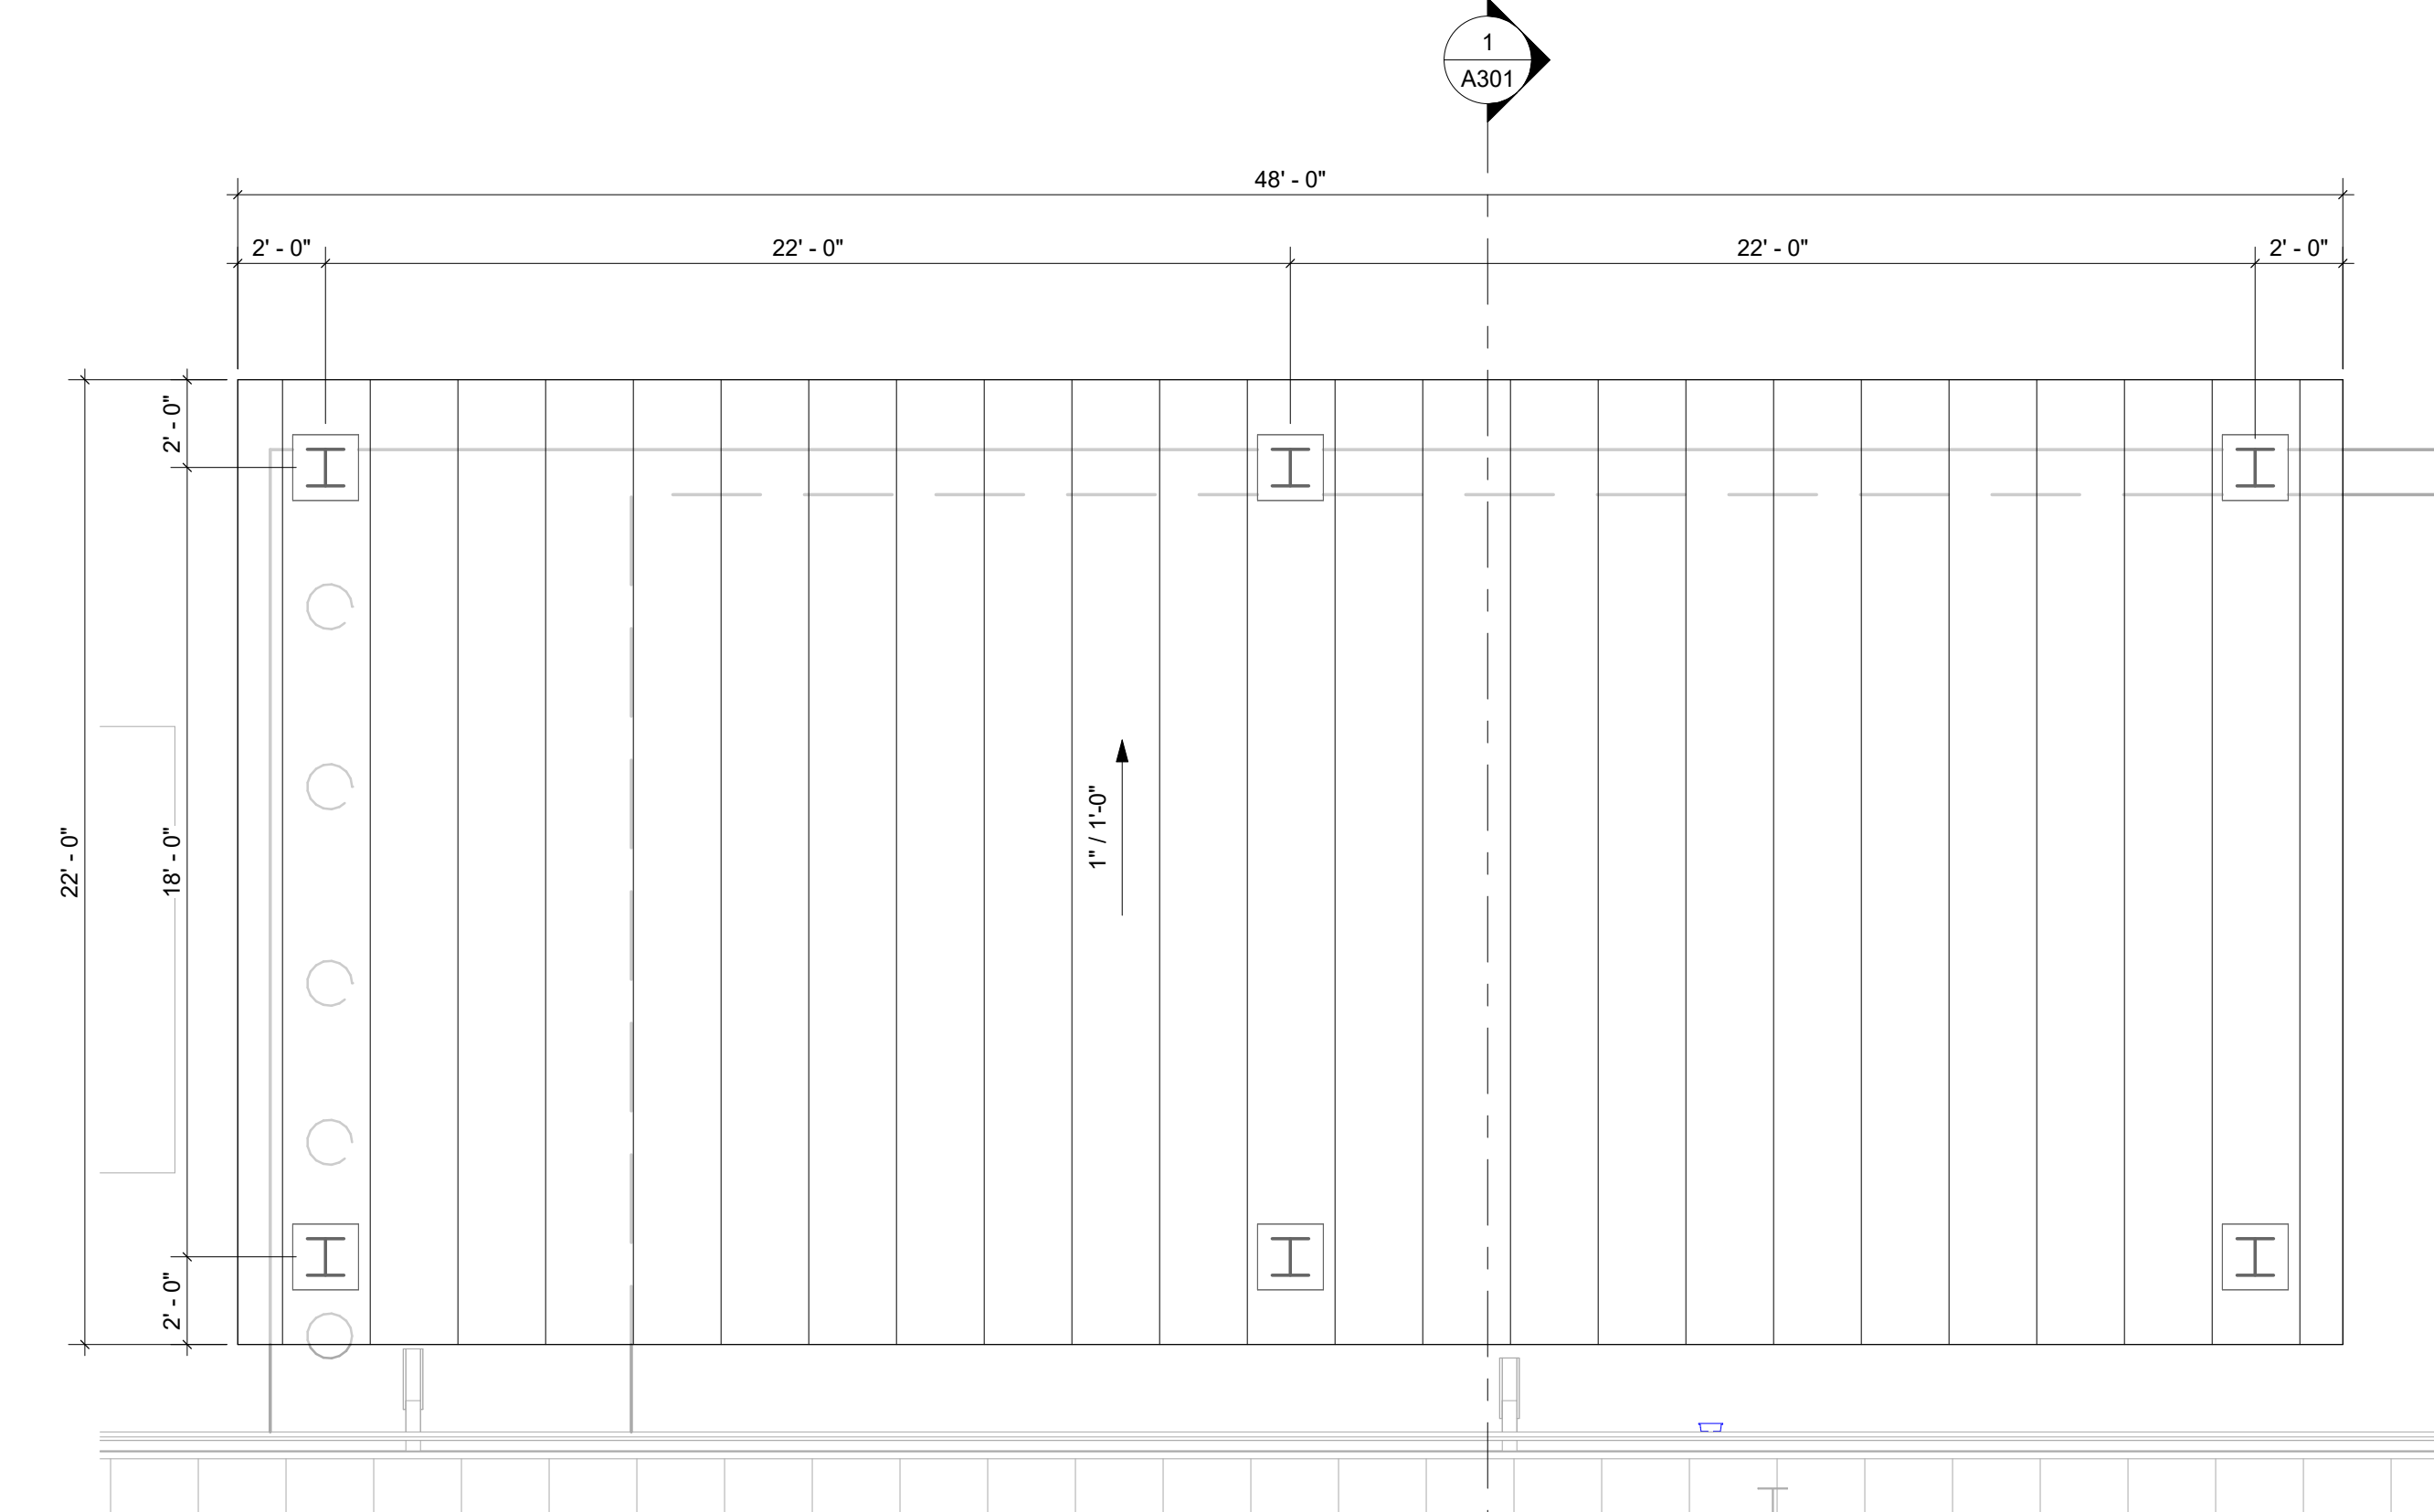 1
A301
48' - 0"
2' - 0"
22' - 0"
22' - 0"
2' - 0"
2' - 0"
22' - 0"
18' - 0"
1" / 1'-0"
2' - 0"